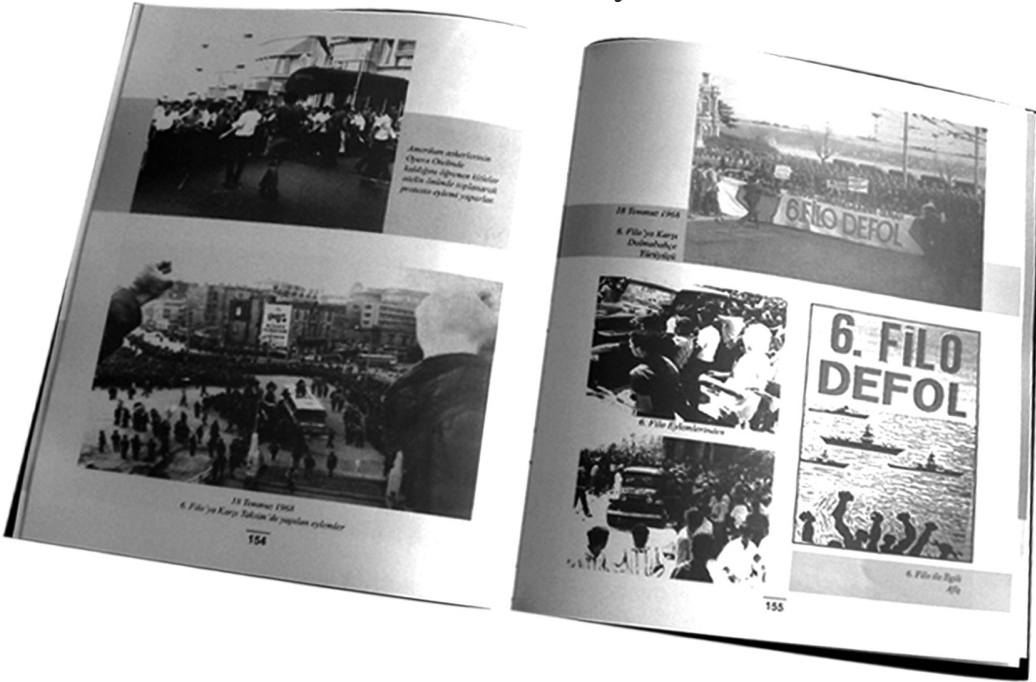 Amerikan askerlerinin
Opera Otelinde
kaldığını öğrenen kitleler
otelin önünde toplanarak
protesto eylemi yaparlar
18 Temmuz 1968
6. Filo'ya Karşı Taksim'de yapılan eylemler
154
6. FİLO DEFOL
18 Temmuz 1968
6. Filo'ya Karşı
Dolmabahçe
Yürüyüşü
6. Filo Eylemlerinden
6. FİLO
DEFOL
6. Filo ile İlgili
Afiş
155